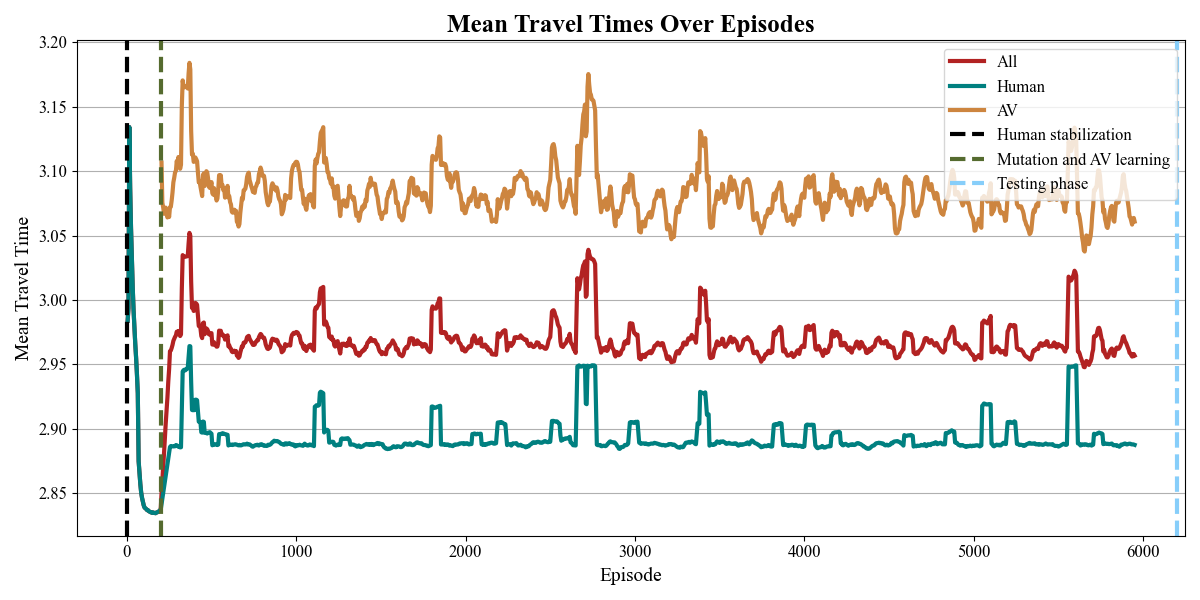 Mean Travel Times Over Episodes
Mean Travel Time
3.20
3.15
3.10
3.05
3.00
2.95
2.90
2.85
All
Human
AV
Human stabilization
Mutation and AV learning
Testing phase
0 1000 2000 3000 4000 5000 6000
Episode